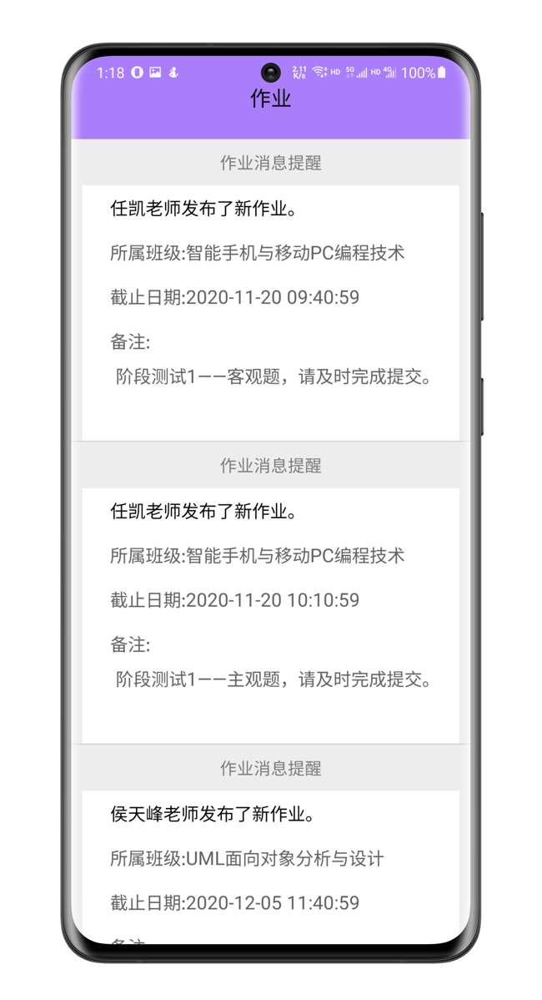 1:18 2.11 K/s HD 5G HD 4G 100%
作业
作业消息提醒
任凯老师发布了新作业。
所属班级:智能手机与移动PC编程技术
截止日期:2020-11-20 09:40:59
备注:
阶段测试1——客观题，请及时完成提交。
作业消息提醒
任凯老师发布了新作业。
所属班级:智能手机与移动PC编程技术
截止日期:2020-11-20 10:10:59
备注:
阶段测试1——主观题，请及时完成提交。
作业消息提醒
侯天峰老师发布了新作业。
所属班级:UML面向对象分析与设计
截止日期:2020-12-05 11:40:59